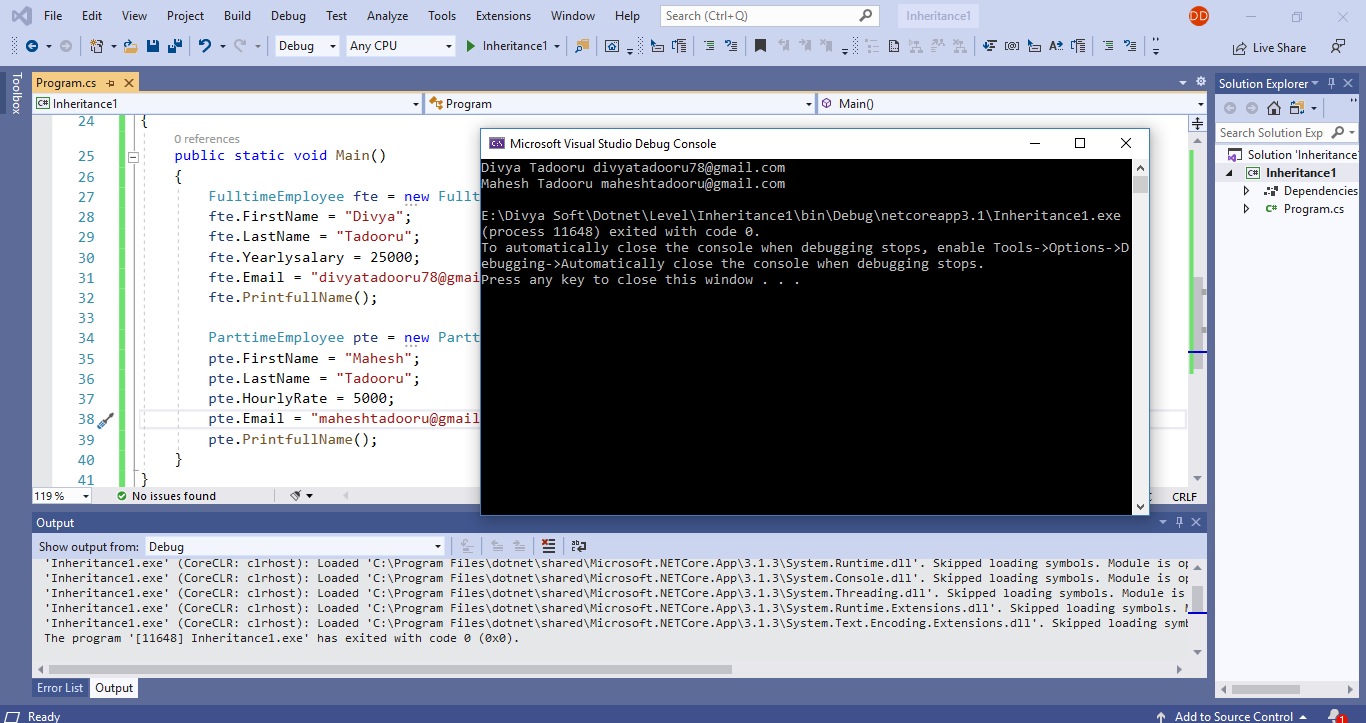 File Edit View Project Build Debug Test Analyze Tools Extensions Window Help Search (Ctrl+Q) Inheritance1 DD
Debug Any CPU Inheritance1 Live Share
Toolbox
Program.cs
Inheritance1 Program Main()
24 {
0 references
25 public static void Main()
26 {
27 FulltimeEmployee fte = new Fullt
28 fte.FirstName = "Divya";
29 fte.LastName = "Tadooru";
30 fte.Yearlysalary = 25000;
31 fte.Email = "divyatadooru78@gmai
32 fte.PrintfullName();
33
34 ParttimeEmployee pte = new Partt
35 pte.FirstName = "Mahesh";
36 pte.LastName = "Tadooru";
37 pte.HourlyRate = 5000;
38 pte.Email = "maheshtadooru@gmail
39 pte.PrintfullName();
40 }
41 }
119 % No issues found CRLF
Microsoft Visual Studio Debug Console
Divya Tadooru divyatadooru78@gmail.com
Mahesh Tadooru maheshtadooru@gmail.com
E:\Divya Soft\Dotnet\Level\Inheritance1\bin\Debug\netcoreapp3.1\Inheritance1.exe
(process 11648) exited with code 0.
To automatically close the console when debugging stops, enable Tools->Options->D
ebugging->Automatically close the console when debugging stops.
Press any key to close this window . . .
Solution Explorer
Search Solution Exp
Solution 'Inheritance
Inheritance1
Dependencies
Program.cs
Output
Show output from: Debug
'Inheritance1.exe' (CoreCLR: clrhost): Loaded 'C:\Program Files\dotnet\shared\Microsoft.NETCore.App\3.1.3\System.Runtime.dll'. Skipped loading symbols. Module is op
'Inheritance1.exe' (CoreCLR: clrhost): Loaded 'C:\Program Files\dotnet\shared\Microsoft.NETCore.App\3.1.3\System.Console.dll'. Skipped loading symbols. Module is op
'Inheritance1.exe' (CoreCLR: clrhost): Loaded 'C:\Program Files\dotnet\shared\Microsoft.NETCore.App\3.1.3\System.Threading.dll'. Skipped loading symbols. Module is
'Inheritance1.exe' (CoreCLR: clrhost): Loaded 'C:\Program Files\dotnet\shared\Microsoft.NETCore.App\3.1.3\System.Runtime.Extensions.dll'. Skipped loading symbols.
'Inheritance1.exe' (CoreCLR: clrhost): Loaded 'C:\Program Files\dotnet\shared\Microsoft.NETCore.App\3.1.3\System.Text.Encoding.Extensions.dll'. Skipped loading syml
The program '[11648] Inheritance1.exe' has exited with code 0 (0x0).
Error List Output
Ready Add to Source Control 1